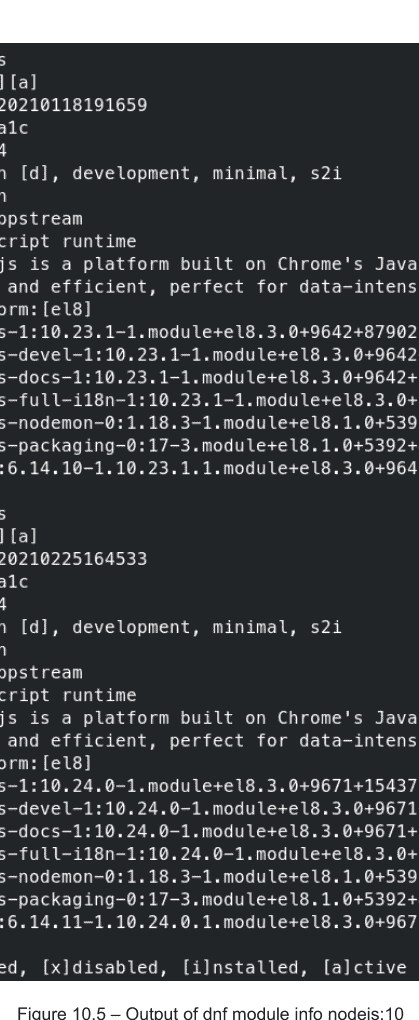 s
][a]
20210118191659
a1c
4
n [d], development, minimal, s2i
n
ppstream
cript runtime
js is a platform built on Chrome's Java
 and efficient, perfect for data-intens
orm:[el8]
s-1:10.23.1-1.module+el8.3.0+9642+87902
s-devel-1:10.23.1-1.module+el8.3.0+9642
s-docs-1:10.23.1-1.module+el8.3.0+9642+
s-full-i18n-1:10.23.1-1.module+el8.3.0+
s-nodemon-0:1.18.3-1.module+el8.1.0+539
s-packaging-0:17-3.module+el8.1.0+5392+
:6.14.10-1.10.23.1.1.module+el8.3.0+964
s
][a]
20210225164533
a1c
4
n [d], development, minimal, s2i
n
ppstream
cript runtime
js is a platform built on Chrome's Java
 and efficient, perfect for data-intens
orm:[el8]
s-1:10.24.0-1.module+el8.3.0+9671+15437
s-devel-1:10.24.0-1.module+el8.3.0+9671
s-docs-1:10.24.0-1.module+el8.3.0+9671+
s-full-i18n-1:10.24.0-1.module+el8.3.0+
s-nodemon-0:1.18.3-1.module+el8.1.0+539
s-packaging-0:17-3.module+el8.1.0+5392+
:6.14.11-1.10.24.0.1.module+el8.3.0+967
ed, [x]disabled, [i]nstalled, [a]ctive
Figure 10.5 – Output of dnf module info nodejs:10